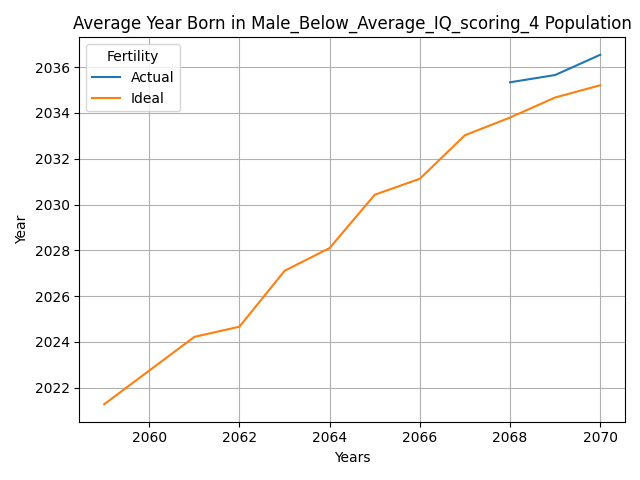 Average Year Born in Male_Below_Average_IQ_scoring_4 Population
Fertility
Actual
Ideal
2036
2034
2032
2030
2028
2026
2024
2022
Year
2060 2062 2064 2066 2068 2070
Years